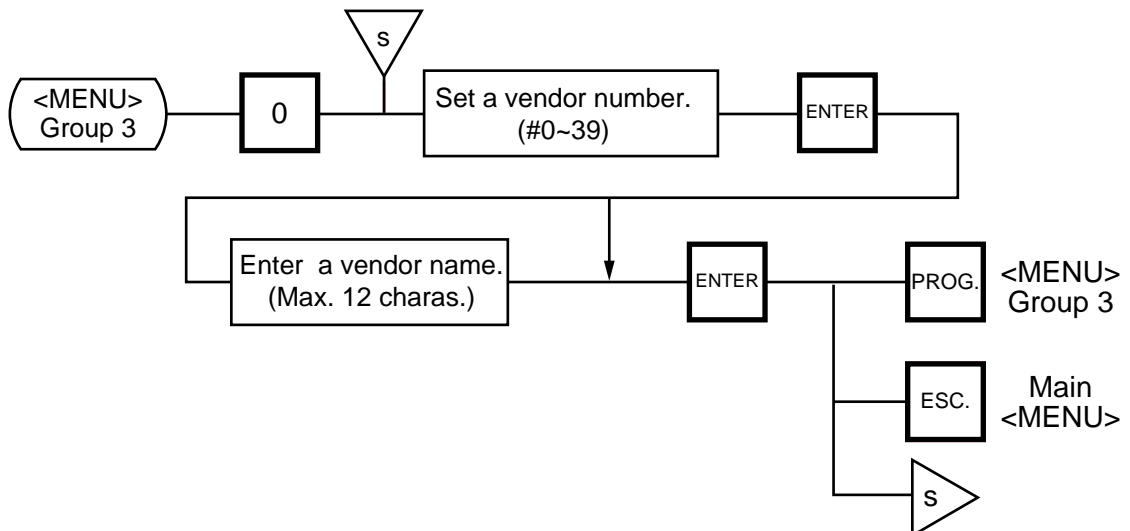 s
<MENU>
Group 3
0
Set a vendor number.
(#0~39)
ENTER
Enter a vendor name.
(Max. 12 charas.)
ENTER
PROG.
<MENU>
Group 3
ESC.
Main
<MENU>
s